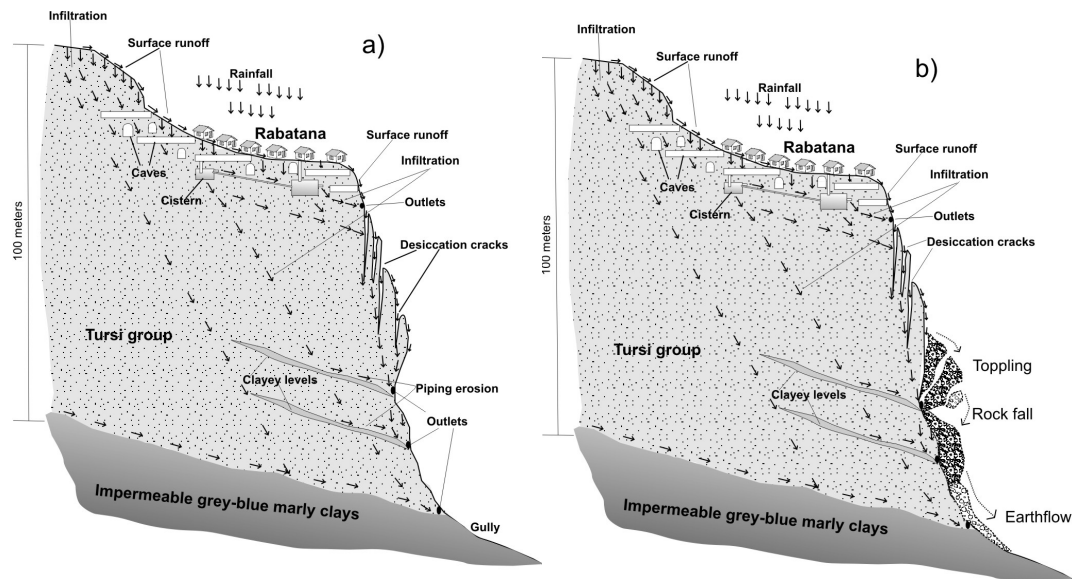 Infiltration
Surface runoff
a)
Rainfall
Rabatana
Surface runoff
Infiltration
Caves
Cistern
Outlets
Desiccation cracks
100 meters
Tursi group
Clayey levels
Piping erosion
Outlets
Impermeable grey-blue marly clays
Gully
Infiltration
Surface runoff
b)
Rainfall
Rabatana
Surface runoff
Infiltration
Caves
Cistern
Outlets
Desiccation cracks
100 meters
Tursi group
Clayey levels
Toppling
Rock fall
Impermeable grey-blue marly clays
Earthflow